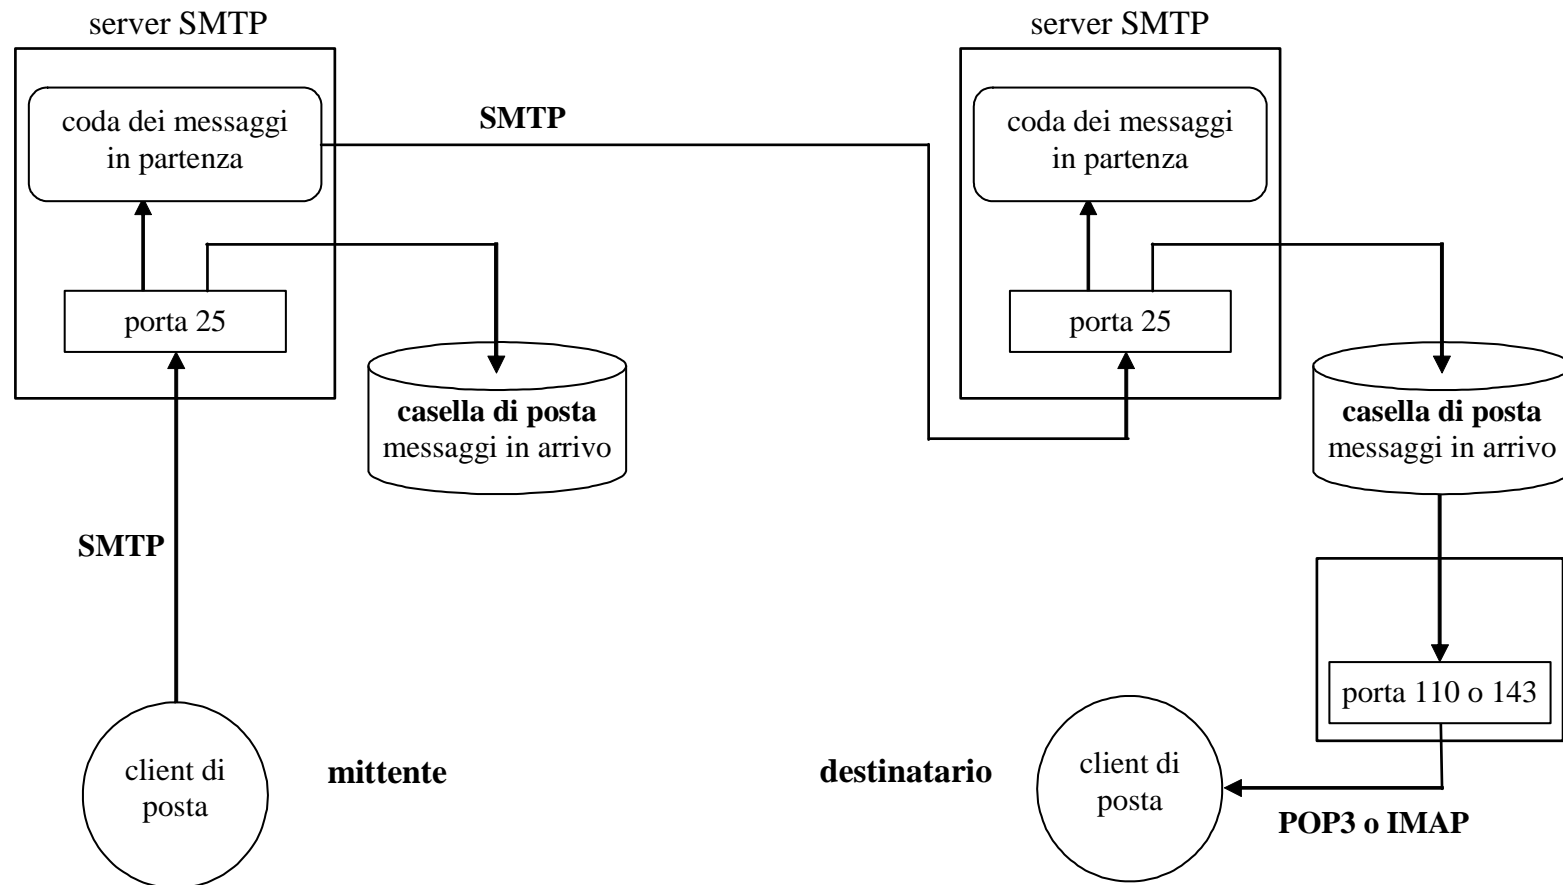 server SMTP
server SMTP
coda dei messaggi
in partenza
SMTP
coda dei messaggi
in partenza
porta 25
porta 25
casella di posta
messaggi in arrivo
casella di posta
messaggi in arrivo
SMTP
porta 110 o 143
client di
posta
mittente
destinatario
client di
posta
POP3 o IMAP